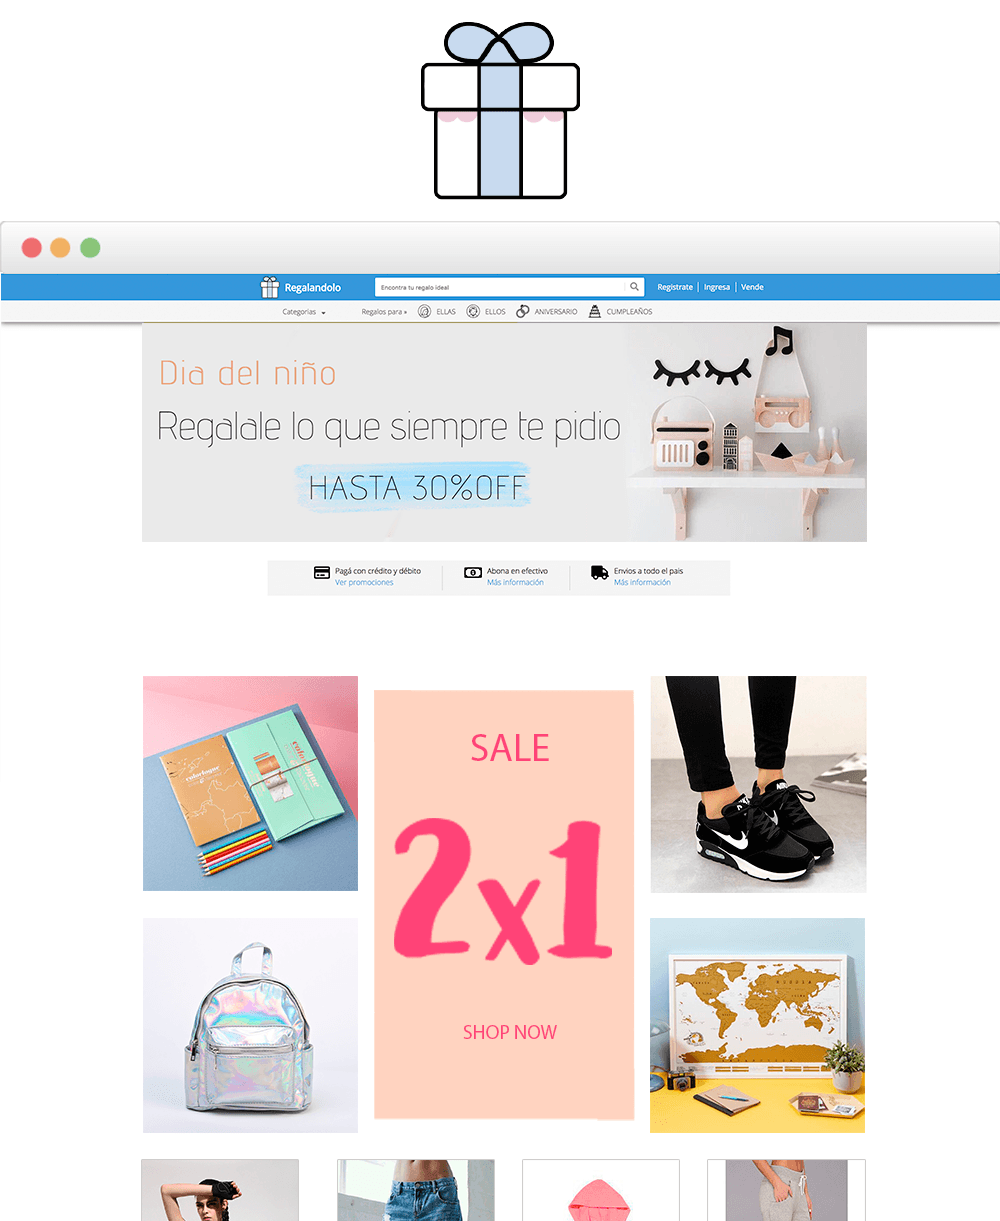 Regalandolo
Encontra tu regalo ideal
Registrate | Ingresa | Vende
Categorias
Regalos para »
ELLAS
ELLOS
ANIVERSARIO
CUMPLEAÑOS
Dia del niño
Regalale lo que siempre te pidio
HASTA 30%OFF
Pagá con crédito y débito
Ver promociones
Abona en efectivo
Más información
Envios a todo el pais
Más información
SALE
2x1
SHOP NOW